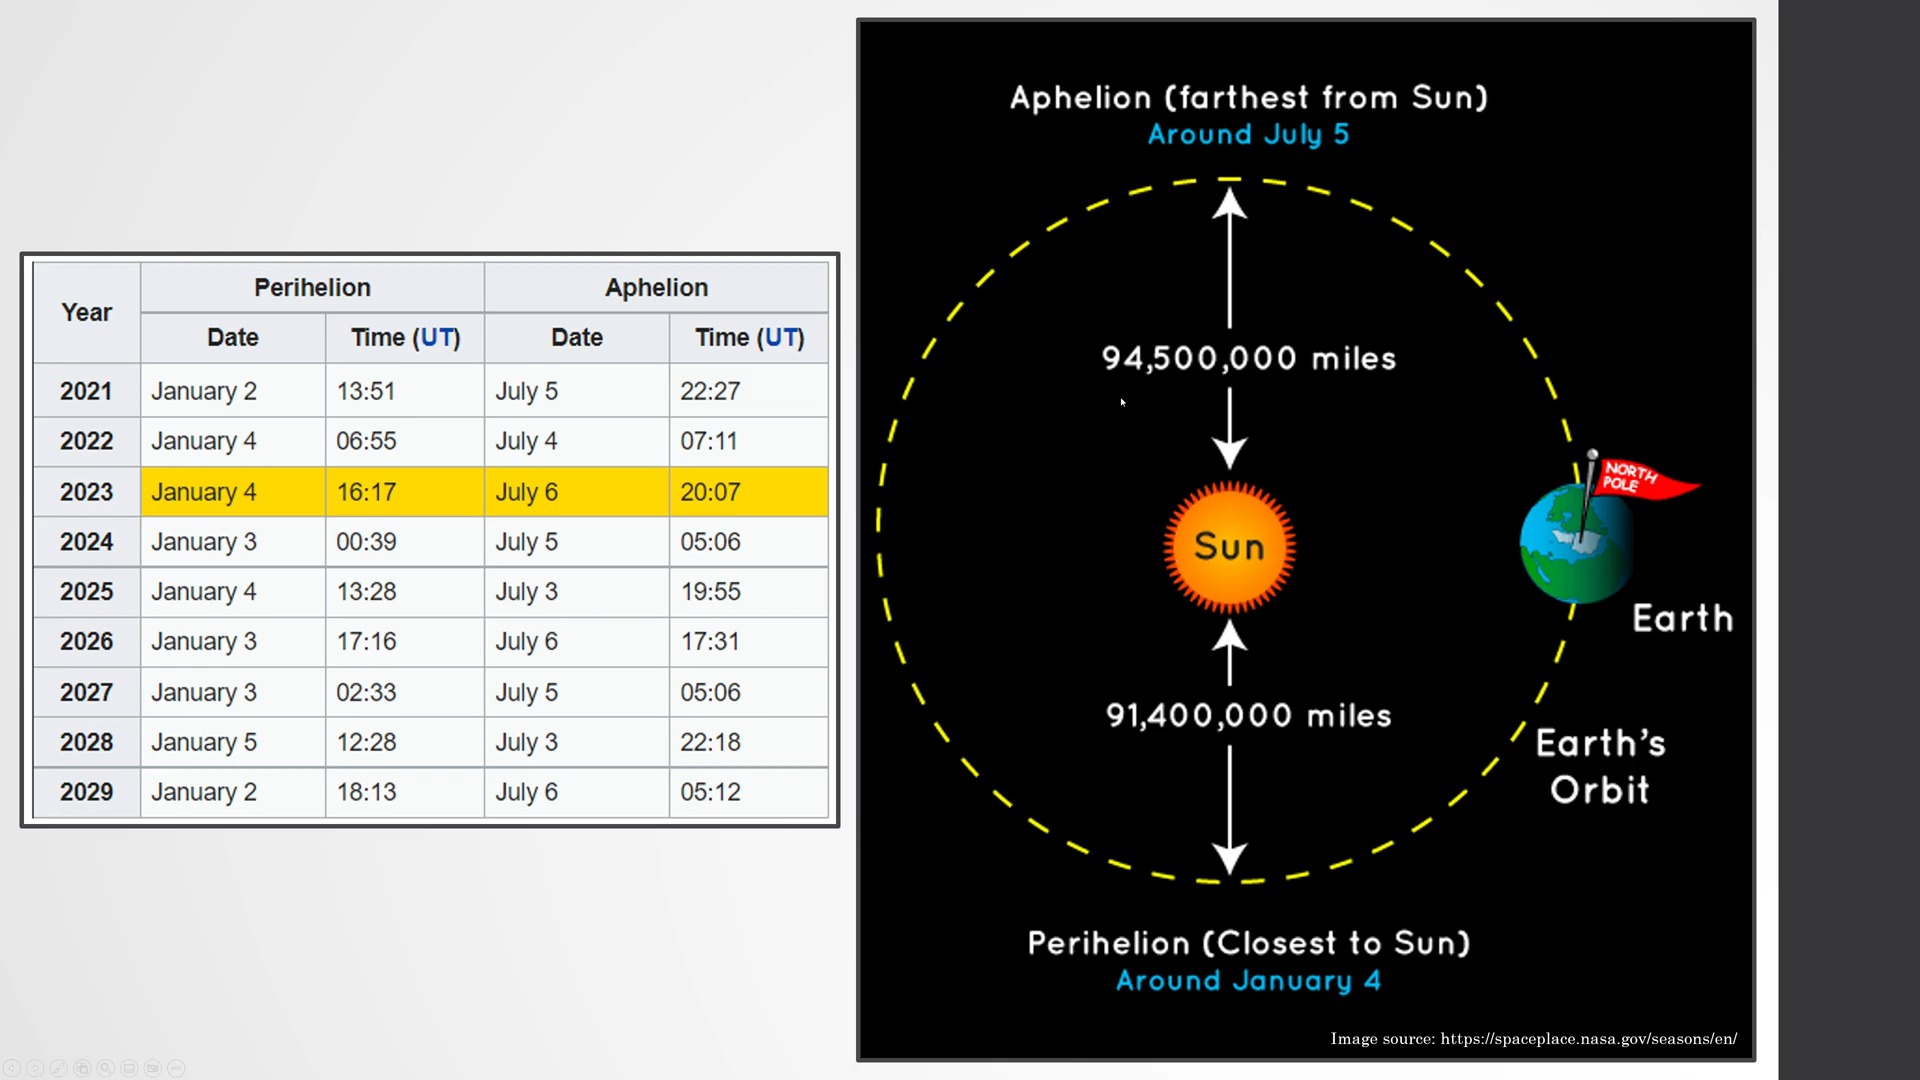 Year Perihelion Aphelion
Date Time (UT) Date Time (UT)
2021 January 2 13:51 July 5 22:27
2022 January 4 06:55 July 4 07:11
2023 January 4 16:17 July 6 20:07
2024 January 3 00:39 July 5 05:06
2025 January 4 13:28 July 3 19:55
2026 January 3 17:16 July 6 17:31
2027 January 3 02:33 July 5 05:06
2028 January 5 12:28 July 3 22:18
2029 January 2 18:13 July 6 05:12
Aphelion (farthest from Sun)
Around July 5
94,500,000 miles
NORTH
POLE
Sun
Earth
91,400,000 miles
Earth's
Orbit
Perihelion (Closest to Sun)
Around January 4
Image source: https://spaceplace.nasa.gov/seasons/en/